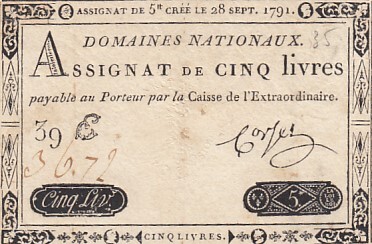 ASSIGNAT DE 5# CRÉÉ LE 28 SEPT. 1791.
DOMAINES NATIONAUX. 35
ASSIGNAT DE CINQ livres
payable au Porteur par la Caisse de l'Extraordinaire.
39 C
3672
Corsel
Cinq Liv. 5#
CINQ LIVRES.